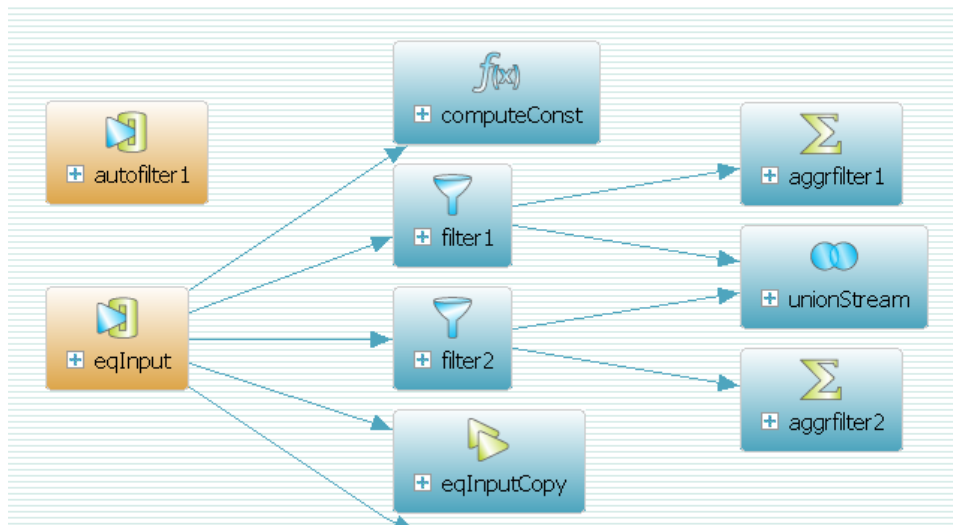 f(x)
computeConst
autofilter1
Σ
aggrfilter1
filter1
unionStream
eqInput
filter2
Σ
aggrfilter2
eqInputCopy